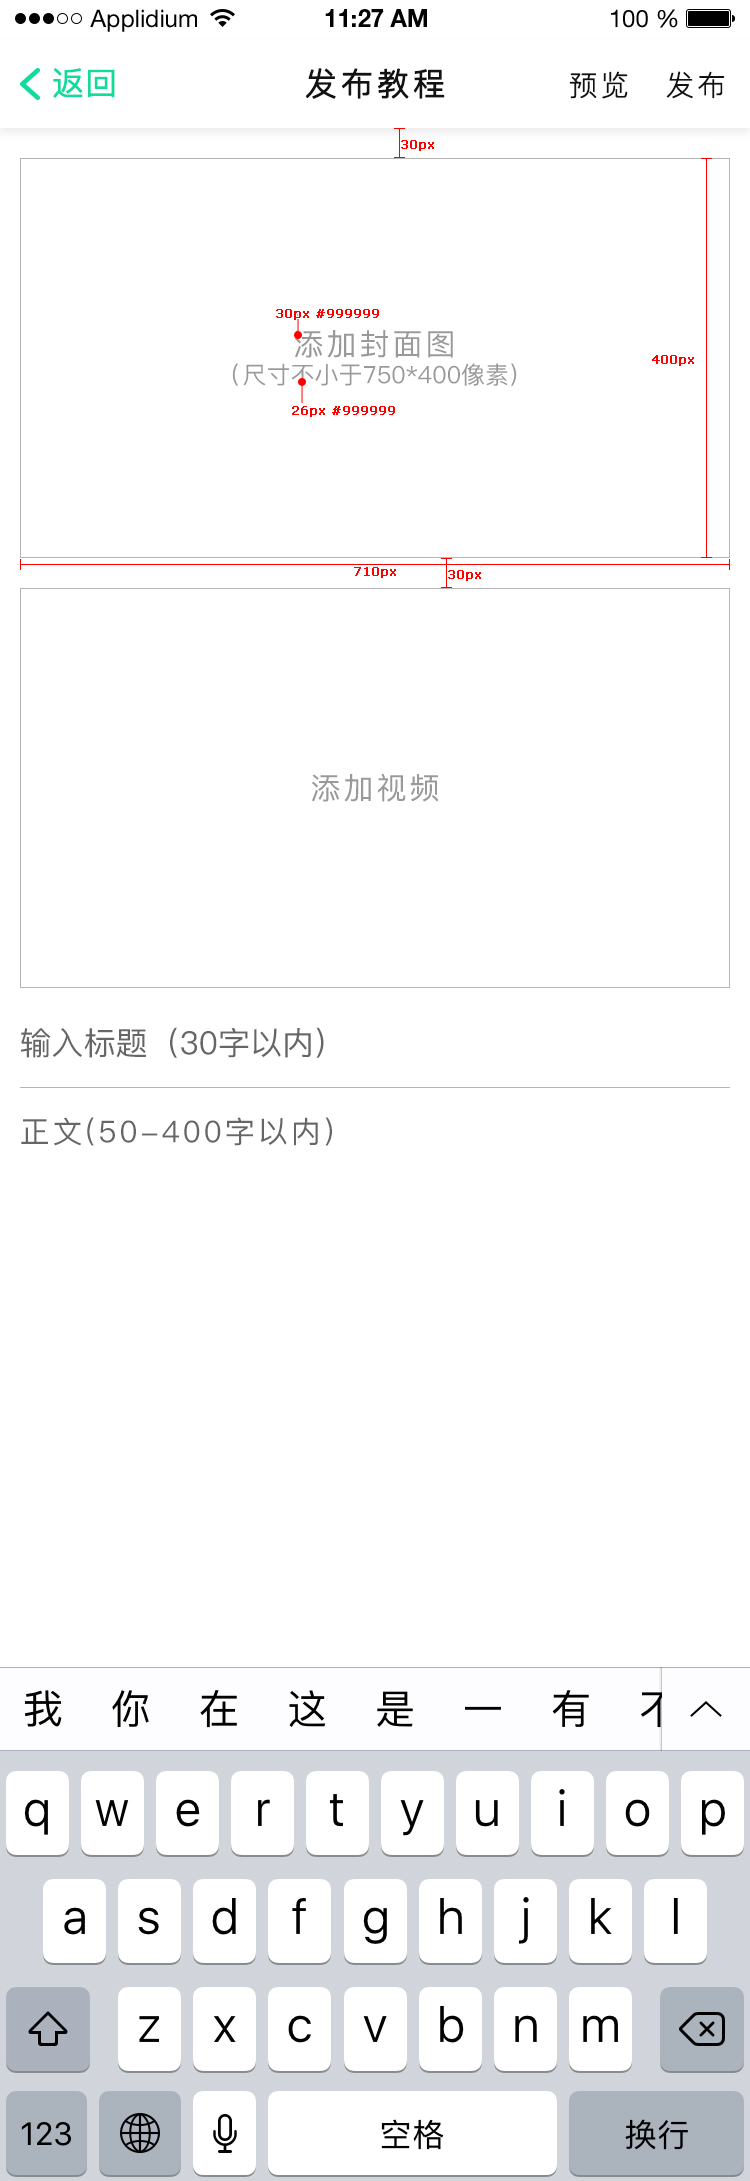 Applidium 11:27 AM 100 %
返回 发布教程 预览 发布
30px
30px #999999
添加封面图
400px
（尺寸不小于750*400像素）
26px #999999
710px 30px
添加视频
输入标题（30字以内）
正文(50-400字以内)
我 你 在 这 是 一 有 不
q w e r t y u i o p
a s d f g h j k l
z x c v b n m
123 空格 换行